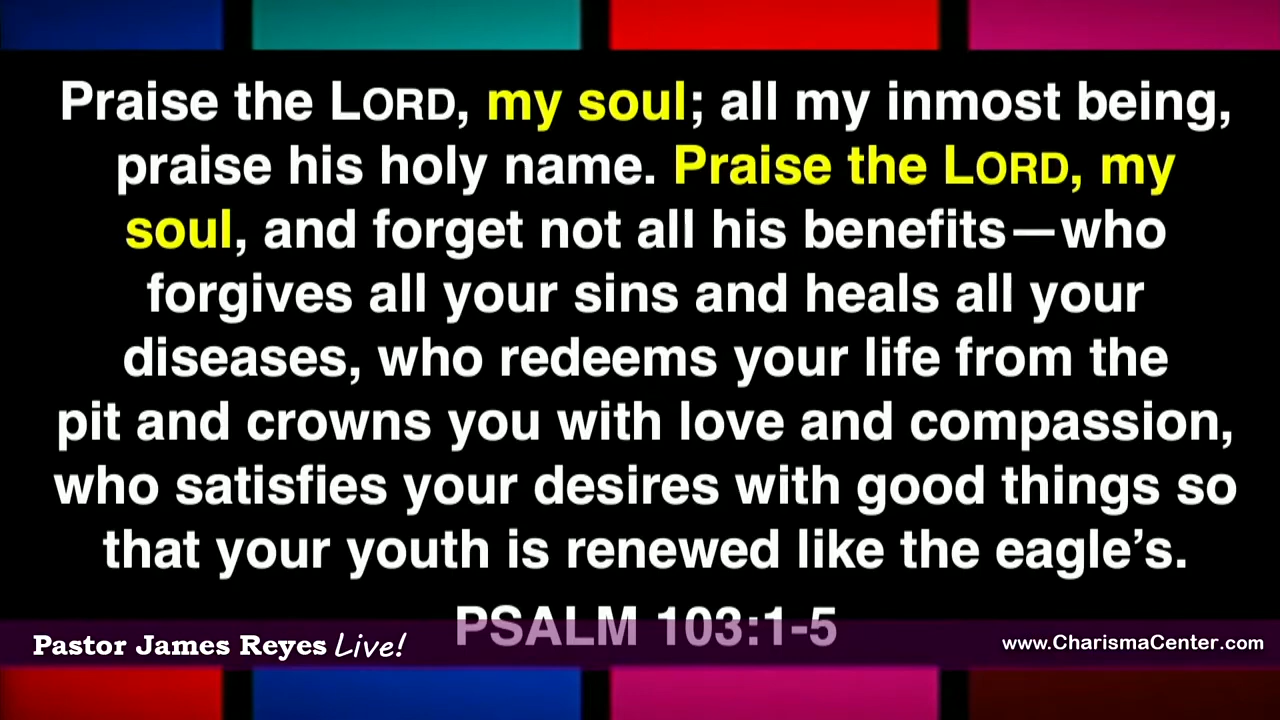 Praise the LORD, my soul; all my inmost being,
praise his holy name. Praise the LORD, my
soul, and forget not all his benefits—who
forgives all your sins and heals all your
diseases, who redeems your life from the
pit and crowns you with love and compassion,
who satisfies your desires with good things so
that your youth is renewed like the eagle’s.
PSALM 103:1-5
Pastor James Reyes Live!
www.CharismaCenter.com